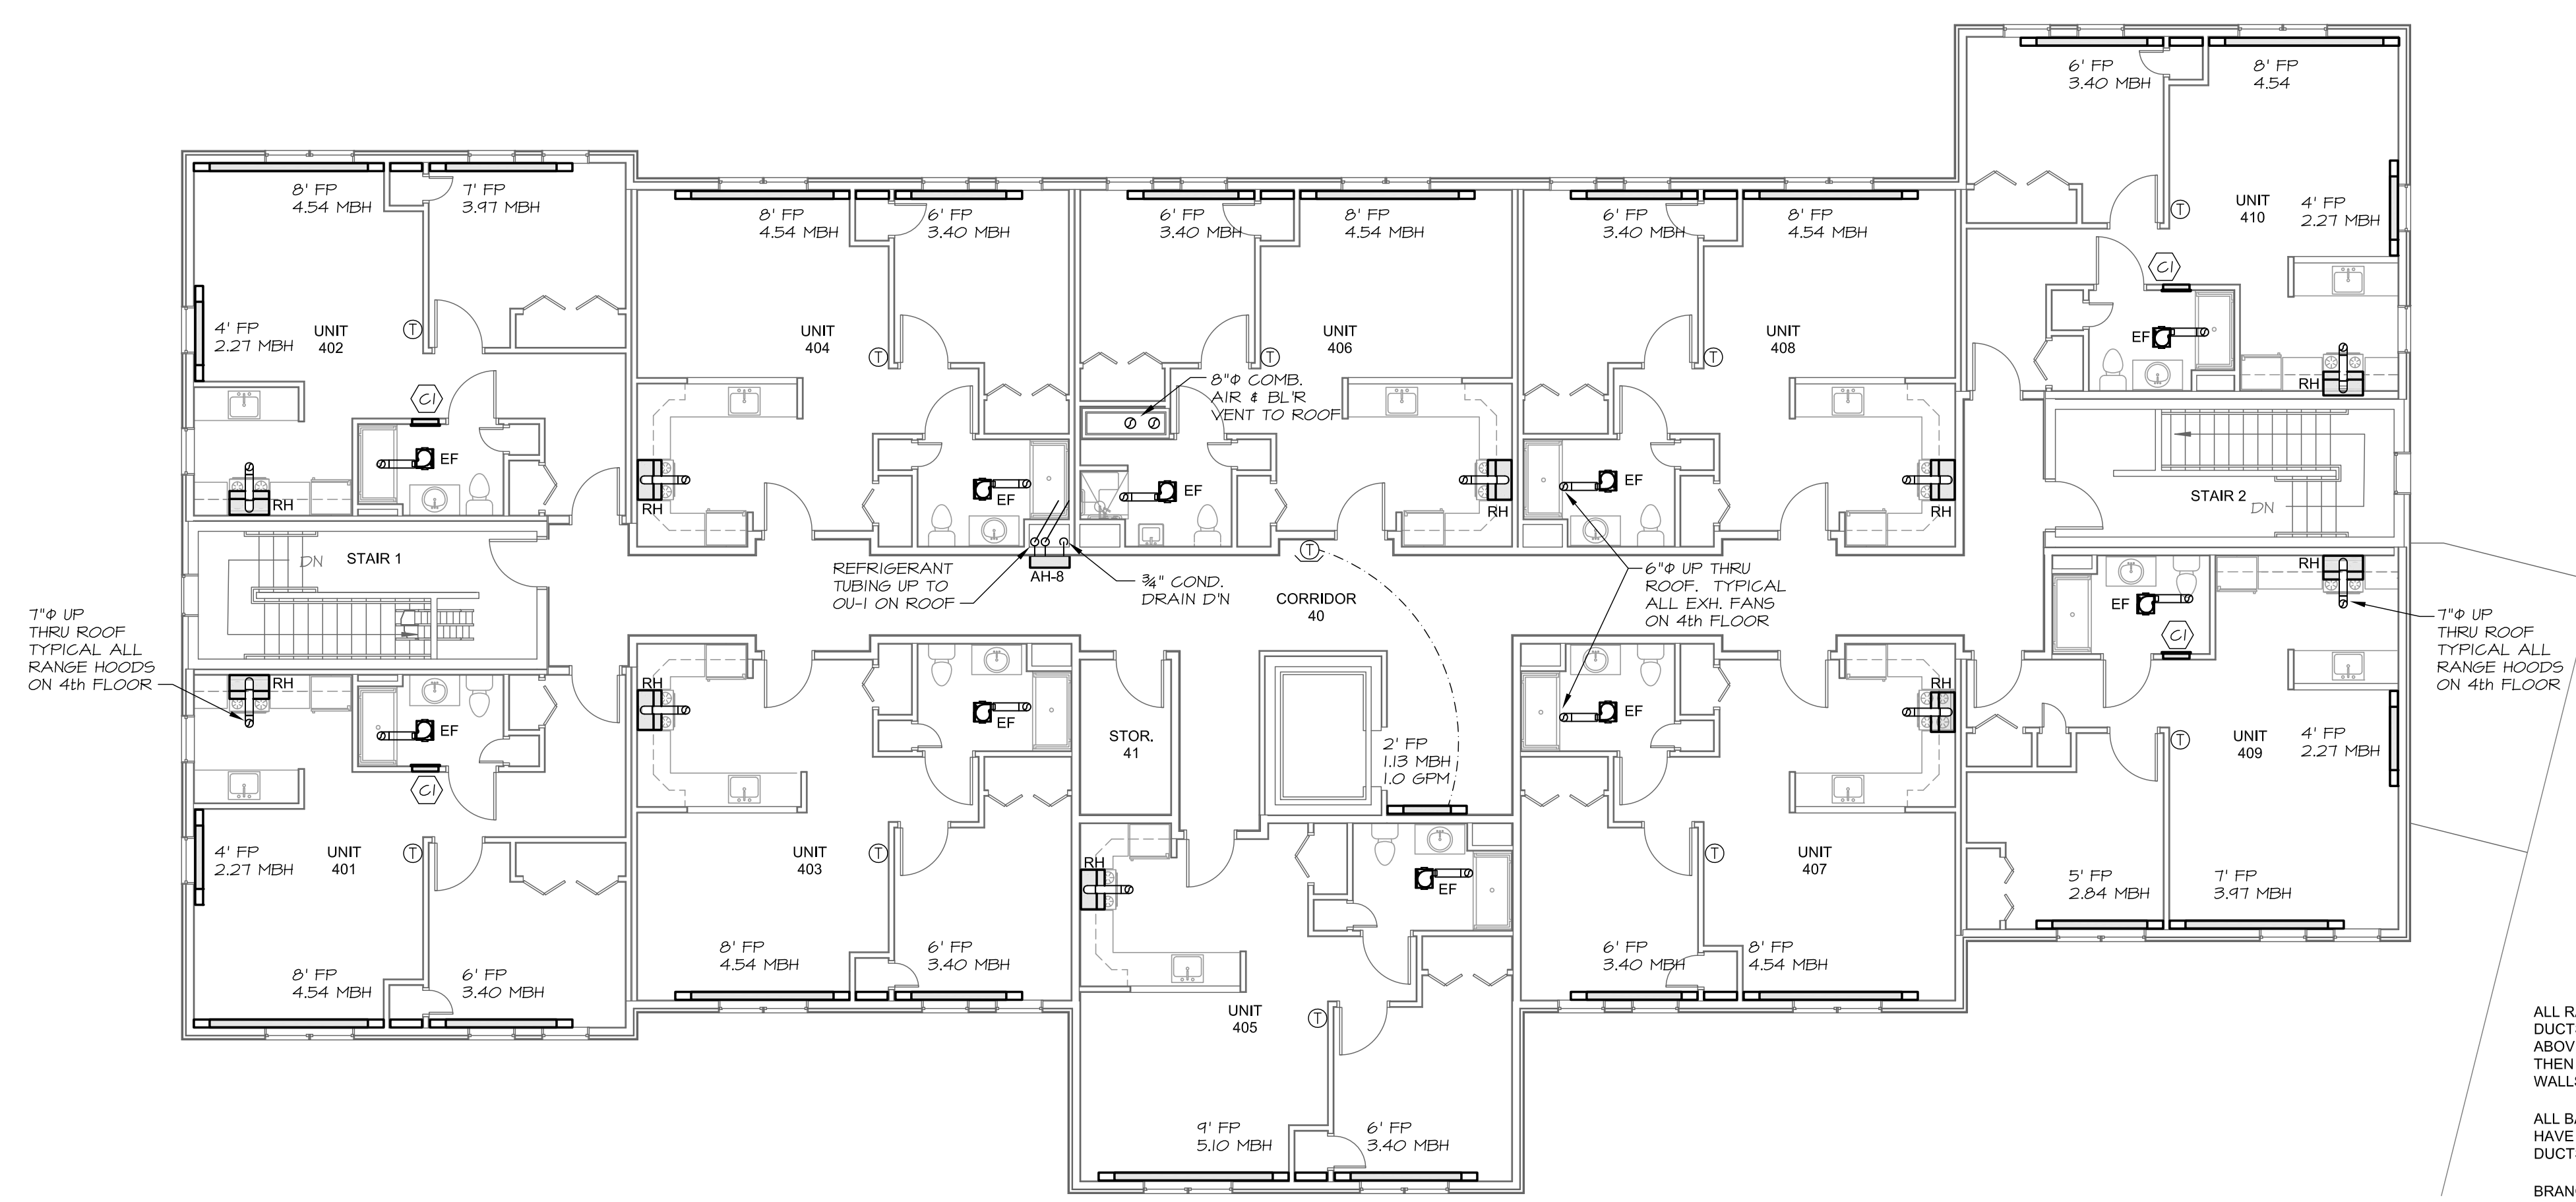 6' FP
3.40 MBH
8' FP
4.54
8' FP
4.54 MBH
7' FP
3.97 MBH
8' FP
4.54 MBH
6' FP
3.40 MBH
6' FP
3.40 MBH
8' FP
4.54 MBH
6' FP
3.40 MBH
8' FP
4.54 MBH
T
UNIT
410
4' FP
2.27 MBH
C1
EF
RH
4' FP
2.27 MBH
UNIT
402
T
UNIT
404
T
T
UNIT
406
T
UNIT
408
C1
EF
RH
8"Φ COMB.
AIR & BL'R
VENT TO ROOF
RH
EF
EF
RH
EF
RH
STAIR 2
DN
STAIR 1
DN
REFRIGERANT
TUBING UP TO
OU-1 ON ROOF
AH-8
¾" COND.
DRAIN D'N
T
CORRIDOR
40
6"Φ UP THRU
ROOF. TYPICAL
ALL EXH. FANS
ON 4th FLOOR
7"Φ UP
THRU ROOF
TYPICAL ALL
RANGE HOODS
ON 4th FLOOR
RH
EF
C1
7"Φ UP
THRU ROOF
TYPICAL ALL
RANGE HOODS
ON 4th FLOOR
RH
EF
C1
RH
EF
STOR.
41
2' FP
1.13 MBH
1.0 GPM
EF
RH
T
UNIT
409
4' FP
2.27 MBH
4' FP
2.27 MBH
UNIT
401
T
UNIT
403
T
RH
EF
T
UNIT
407
5' FP
2.84 MBH
7' FP
3.97 MBH
8' FP
4.54 MBH
6' FP
3.40 MBH
8' FP
4.54 MBH
6' FP
3.40 MBH
UNIT
405
T
6' FP
3.40 MBH
8' FP
4.54 MBH
9' FP
5.10 MBH
6' FP
3.40 MBH
ALL
DUCT
ABOV
THEN
WALL
ALL
HAVE
DUCT
BRAN